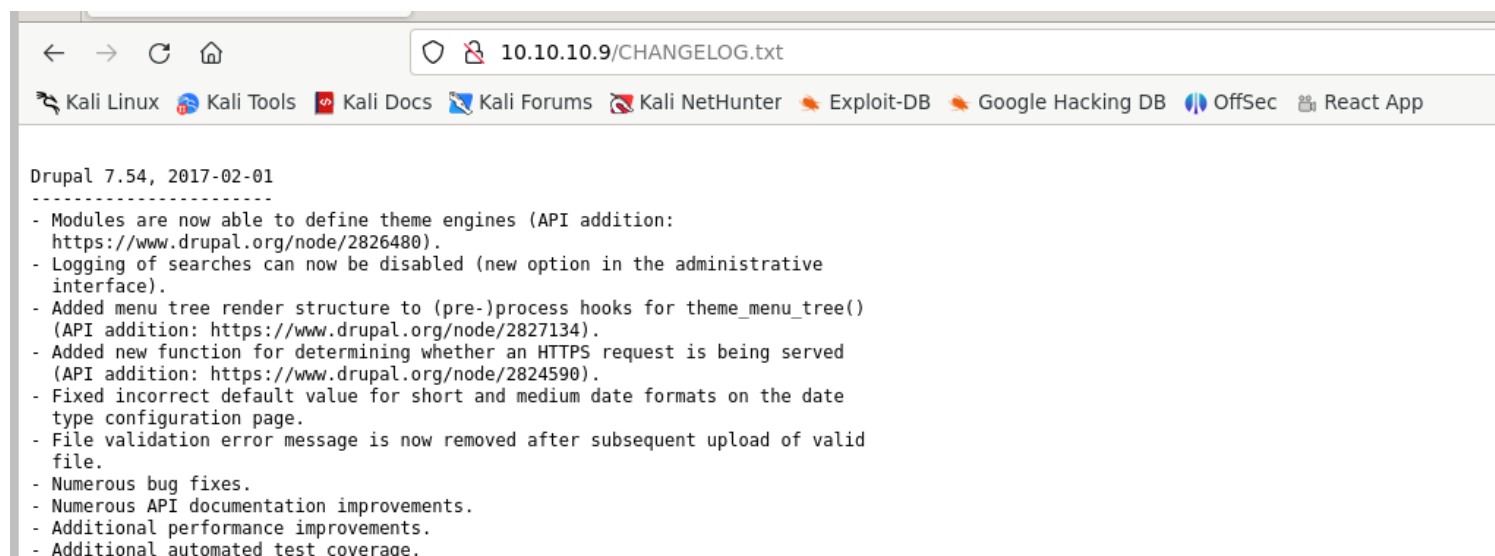 10.10.10.9/CHANGELOG.txt
Kali Linux Kali Tools Kali Docs Kali Forums Kali NetHunter Exploit-DB Google Hacking DB OffSec React App
Drupal 7.54, 2017-02-01
-----------------------
- Modules are now able to define theme engines (API addition:
https://www.drupal.org/node/2826480).
- Logging of searches can now be disabled (new option in the administrative
interface).
- Added menu tree render structure to (pre-)process hooks for theme_menu_tree()
(API addition: https://www.drupal.org/node/2827134).
- Added new function for determining whether an HTTPS request is being served
(API addition: https://www.drupal.org/node/2824590).
- Fixed incorrect default value for short and medium date formats on the date
type configuration page.
- File validation error message is now removed after subsequent upload of valid
file.
- Numerous bug fixes.
- Numerous API documentation improvements.
- Additional performance improvements.
- Additional automated test coverage.